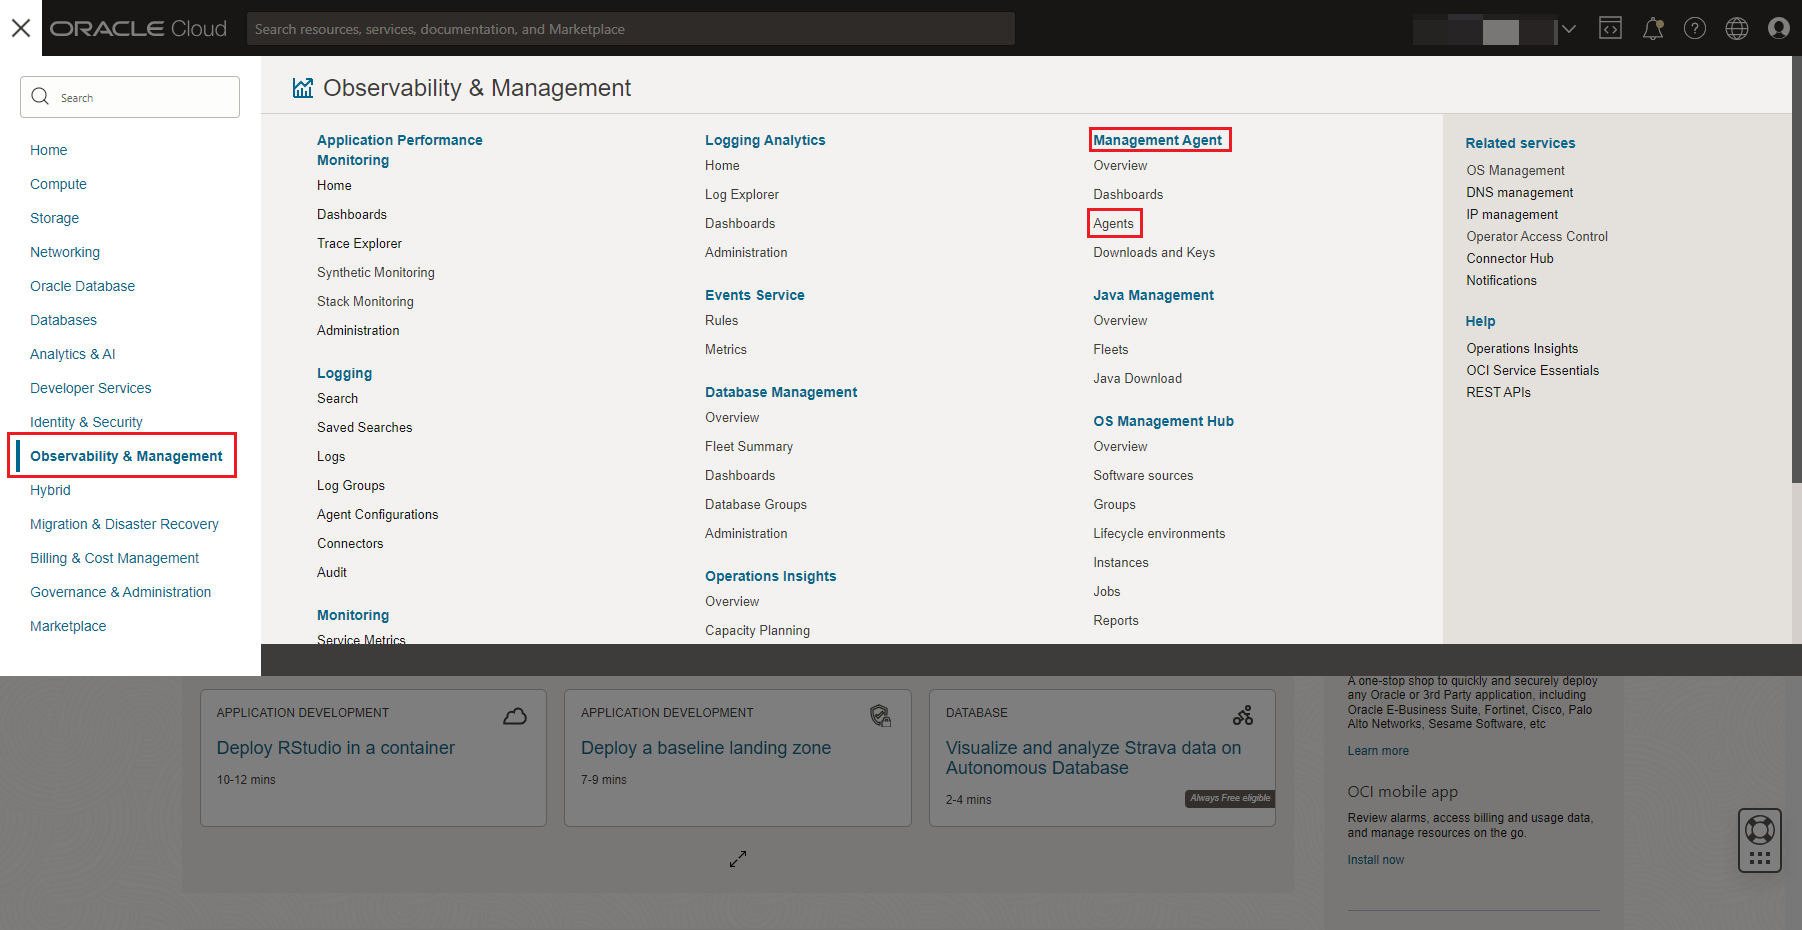 ORACLE Cloud
Search resources, services, documentation, and Marketplace
Search
Home
Compute
Storage
Networking
Oracle Database
Databases
Analytics & AI
Developer Services
Identity & Security
Observability & Management
Hybrid
Migration & Disaster Recovery
Billing & Cost Management
Governance & Administration
Marketplace
Observability & Management
Application Performance
Monitoring
Home
Dashboards
Trace Explorer
Synthetic Monitoring
Stack Monitoring
Administration
Logging
Search
Saved Searches
Logs
Log Groups
Agent Configurations
Connectors
Audit
Monitoring
Service Metrics
Logging Analytics
Home
Log Explorer
Dashboards
Administration
Events Service
Rules
Metrics
Database Management
Overview
Fleet Summary
Dashboards
Database Groups
Administration
Operations Insights
Overview
Capacity Planning
Management Agent
Overview
Dashboards
Agents
Downloads and Keys
Java Management
Overview
Fleets
Java Download
OS Management Hub
Overview
Software sources
Groups
Lifecycle environments
Instances
Jobs
Reports
Related services
OS Management
DNS management
IP management
Operator Access Control
Connector Hub
Notifications
Help
Operations Insights
OCI Service Essentials
REST APIs
APPLICATION DEVELOPMENT
Deploy RStudio in a container
10-12 mins
APPLICATION DEVELOPMENT
Deploy a baseline landing zone
7-9 mins
DATABASE
Visualize and analyze Strava data on
Autonomous Database
2-4 mins
Always Free eligible
A one-stop shop to quickly and securely deploy
any Oracle or 3rd Party application, including
Oracle E-Business Suite, Fortinet, Cisco, Palo
Alto Networks, Sesame Software, etc
Learn more
OCI mobile app
Review alarms, access billing and usage data,
and manage resources on the go.
Install now